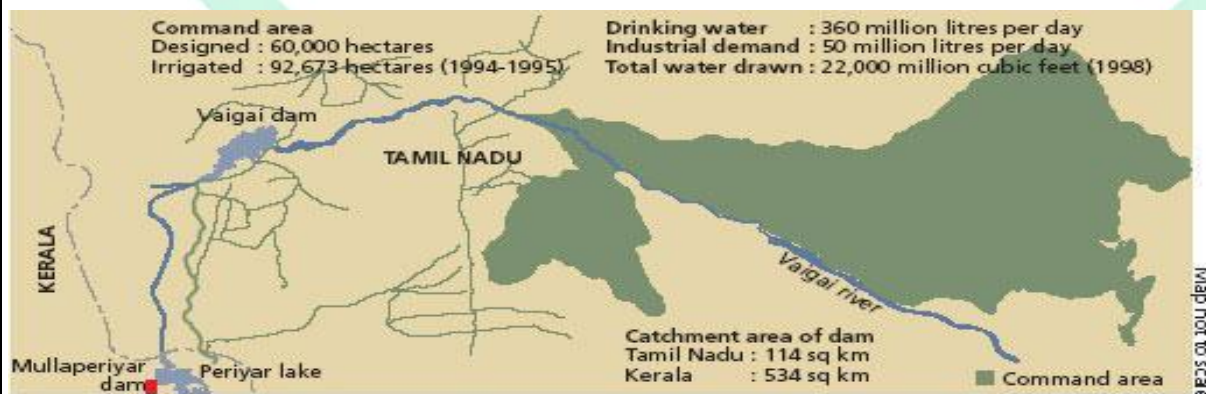 Command area
Designed : 60,000 hectares
Irrigated : 92,673 hectares (1994-1995)
Drinking water : 360 million litres per day
Industrial demand : 50 million litres per day
Total water drawn : 22,000 million cubic feet (1998)
Vaigai dam
TAMIL NADU
KERALA
Vaigai river
Mullaperiyar
dam
Periyar lake
Catchment area of dam
Tamil Nadu : 114 sq km
Kerala : 534 sq km
Command area
Map not to scale